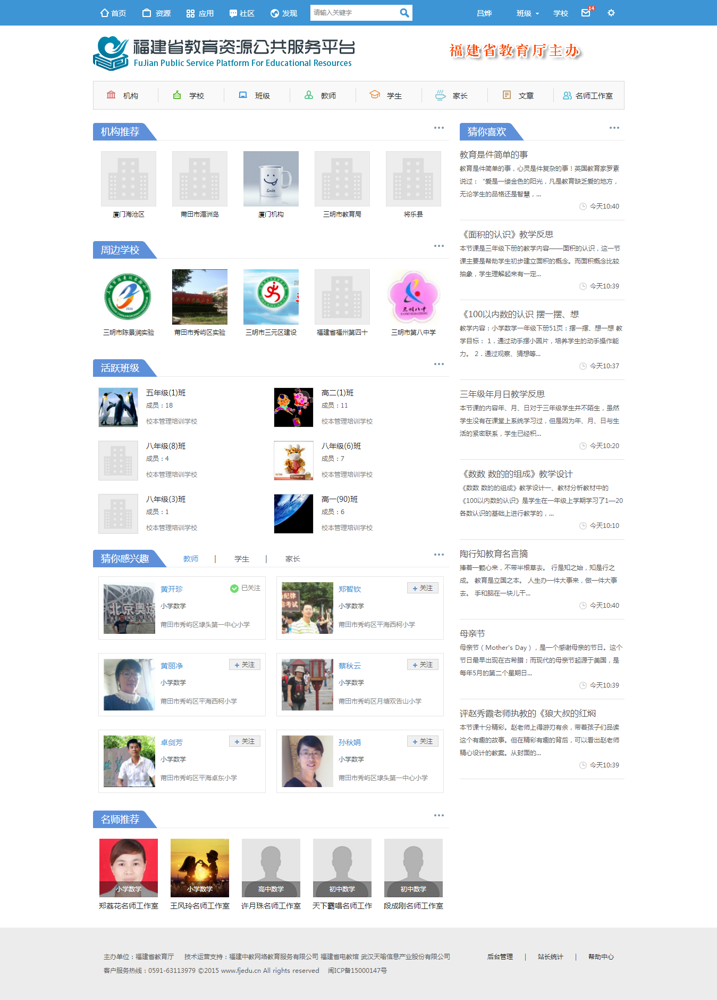 首页 资源 应用 社区 发现 请输入关键字 吕烨 班级 学校 14
福建省教育资源公共服务平台
FuJian Public Service Platform For Educational Resources
福建省教育厅主办
机构 学校 班级 教师 学生 家长 文章 名师工作室
机构推荐
厦门海沧区 莆田市湄洲岛 厦门机构 三明市教育局 将乐县
Smile
周边学校
三明市陈景润实验 莆田市秀屿区实验 三明市三元区建设 福建省福州第四十 三明市第八中学
活跃班级
五年级(1)班
成员：18
校本管理培训学校
高二(1)班
成员：11
校本管理培训学校
八年级(8)班
成员：4
校本管理培训学校
八年级(6)班
成员：7
校本管理培训学校
八年级(3)班
成员：1
校本管理培训学校
高一(90)班
成员：6
校本管理培训学校
猜你感兴趣 教师 | 学生 | 家长
黄开珍 已关注
小学数学
莆田市秀屿区埭头第一中心小学
郑智钦 + 关注
小学数学
莆田市秀屿区平海西柯小学
黄丽净 + 关注
小学数学
莆田市秀屿区平海西柯小学
蔡秋云 + 关注
小学数学
莆田市秀屿区月塘双告山小学
卓剑芳 + 关注
小学数学
莆田市秀屿区平海卓东小学
孙秋娟 + 关注
小学数学
莆田市秀屿区埭头第一中心小学
名师推荐
小学数学 小学数学 高中数学 初中数学 初中数学
郑荔花名师工作室 王风玲名师工作室 许月珠名师工作室 天下霸唱名师工作 段成刚名师工作室
猜你喜欢
教育是件简单的事
教育是件简单的事，心灵是件复杂的事！英国教育家罗素
说过：“爱是一缕金色的阳光，凡是教育缺乏爱的地方，
无论学生的品格还是智慧，...
今天10:40
《面积的认识》教学反思
本节课是三年级下册的教学内容——面积的认识，这一节
课主要是帮助学生初步建立面积的概念。而面积概念比较
抽象，学生理解起来有一定...
今天10:39
《100以内数的认识 摆一摆、想
教学内容：小学数学一年级下册51页：摆一摆、想一想 教
学目标： 1．通过动手摆小圆片，培养学生的动手操作能
力。 2．通过观察、猜想等...
今天10:37
三年级年月日教学反思
本节课的内容年、月、日对于三年级学生并不陌生，虽然
学生没有在课堂上系统学习过，但是因为年、月、日与生
活的紧密联系，学生已经积...
今天10:20
《数数 数的的组成》教学设计
《数数 数的的组成》教学设计一、教材分析教材中的
《100以内数的认识》是学生在一年级上学期学习了1—20
各数认识的基础上进行教学的，...
今天10:10
陶行知教育名言摘
捧着一颗心来，不带半根草去。 行是知之始，知是行之
成。 教育是立国之本。 人生办一件大事来，做一件大事
去。 手和脑在一块儿干...
今天10:40
母亲节
母亲节（Mother's Day），是一个感谢母亲的节日。这个
节日最早出现在古希腊；而现代的母亲节起源于美国，是
每年5月的第二个星期日...
今天10:39
评赵秀霞老师执教的《狼大叔的红焖
本节课十分精彩。赵老师上得游刃有余，带着孩子们品读
这个有趣的故事。但在精彩有趣的背后，可以看出赵老师
精心设计的教案。从封面的...
今天10:39
主办单位：福建省教育厅 技术运营支持：福建中教网络教育服务有限公司 福建省电教馆 武汉天喻信息产业股份有限公司
客户服务热线：0591-63113979 ©2015 www.fjedu.cn All rights reserved 闽ICP备15000147号
后台管理 | 站长统计 | 帮助中心